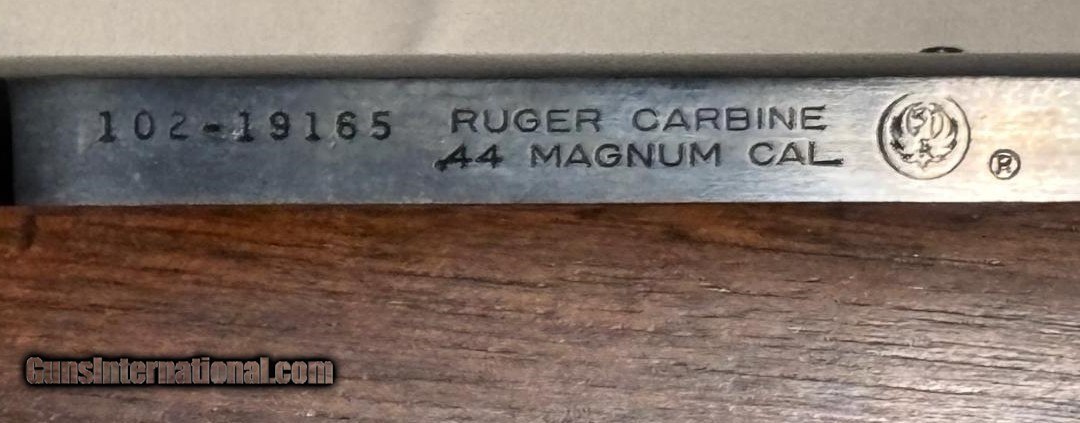 102-19165 RUGER CARBINE
.44 MAGNUM CAL
®
GunsInternational.com